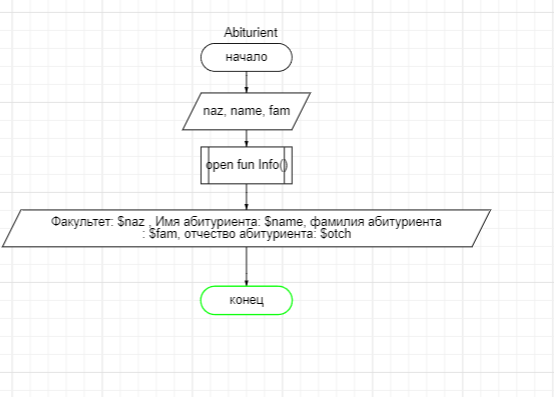 Abiturient
начало
naz, name, fam
open fun Info()
Факультет: $naz , Имя абитуриента: $name, фамилия абитуриента
: $fam, отчество абитуриента: $otch
конец